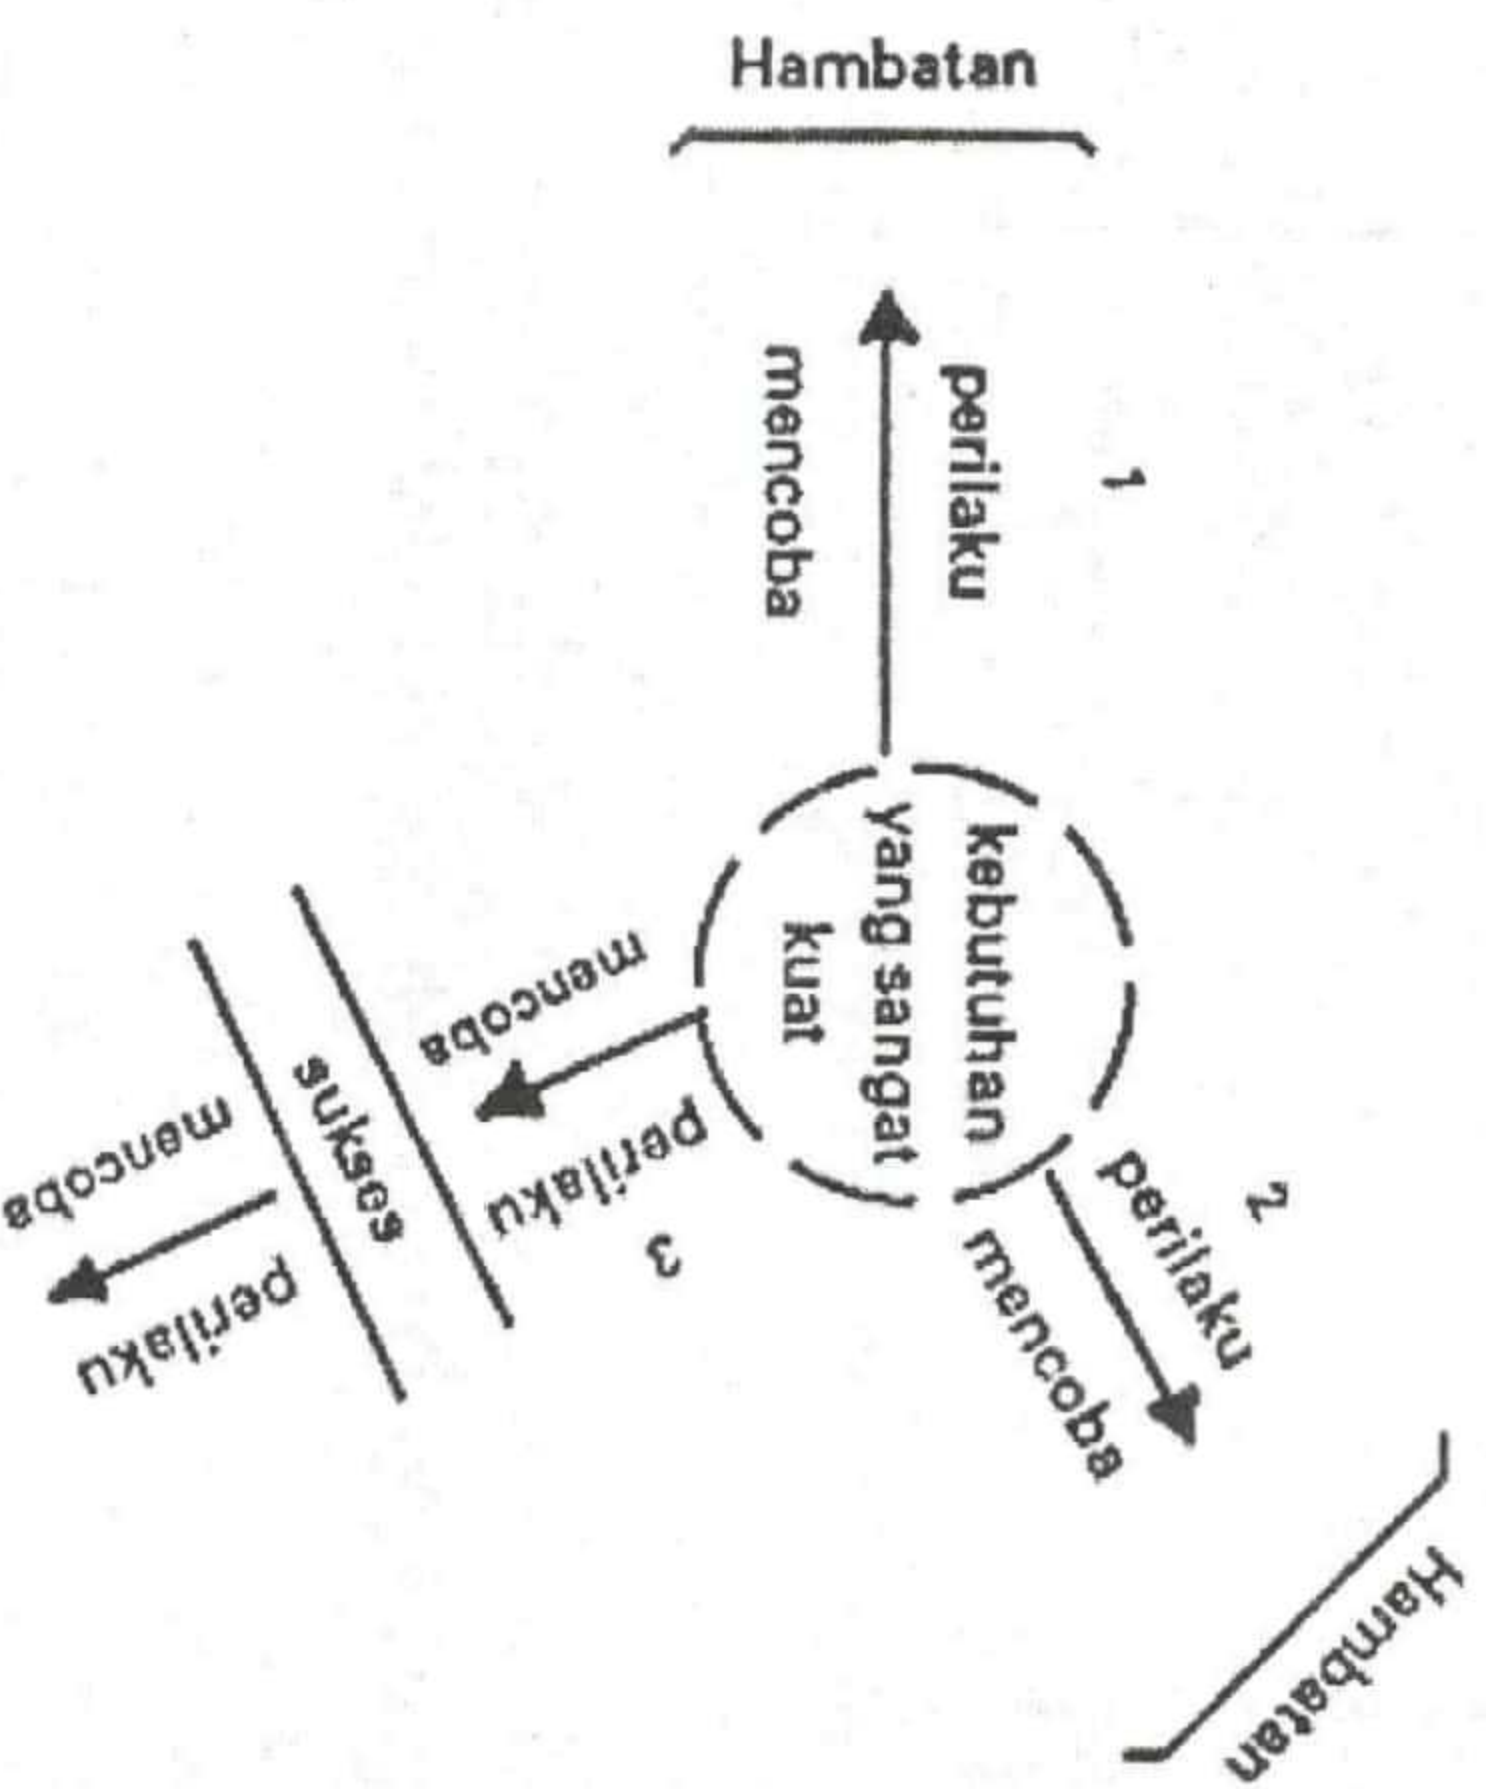 Hambatan
1
perilaku
mencoba
kebutuhan
yang sangat
kuat
2
perilaku
mencoba
Hambatan
3
perilaku
mencoba
sukses
perilaku
mencoba